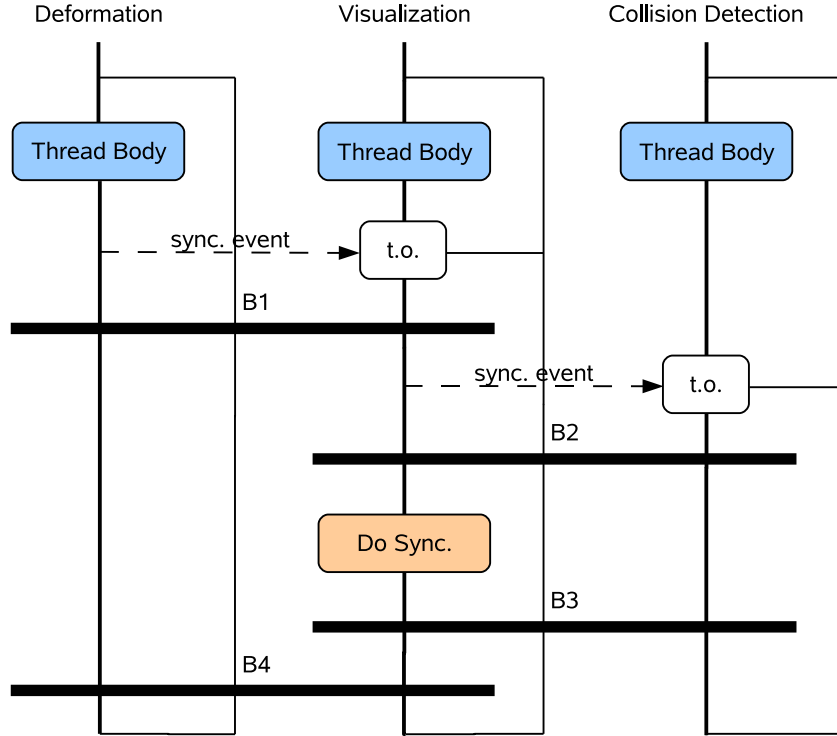 Deformation
Visualization
Collision Detection
Thread Body
Thread Body
Thread Body
sync. event
t.o.
B1
sync. event
t.o.
B2
Do Sync.
B3
B4